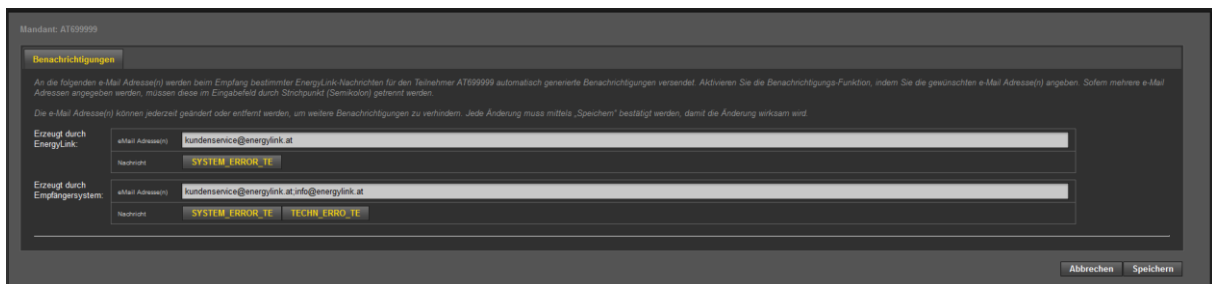 Mandant: AT699999
Benachrichtigungen
An die folgenden e-Mail Adresse(n) werden beim Empfang bestimmter EnergyLink-Nachrichten für den Teilnehmer AT699999 automatisch generierte Benachrichtigungen versendet. Aktivieren Sie die Benachrichtigungs-Funktion, indem Sie die gewünschten e-Mail Adresse(n) angeben. Sofern mehrere e-Mail
Adressen angegeben werden, müssen diese im Eingabefeld durch Strichpunkt (Semikolon) getrennt werden.
Die e-Mail Adresse(n) können jederzeit geändert oder entfernt werden, um weitere Benachrichtigungen zu verhindern. Jede Änderung muss mittels „Speichern“ bestätigt werden, damit die Änderung wirksam wird.
Erzeugt durch
EnergyLink:
eMail Adresse(n) kundenservice@energylink.at
Nachricht SYSTEM_ERROR_TE
Erzeugt durch
Empfängersystem:
eMail Adresse(n) kundenservice@energylink.at;info@energylink.at
Nachricht SYSTEM_ERROR_TE TECHN_ERRO_TE
Abbrechen Speichern